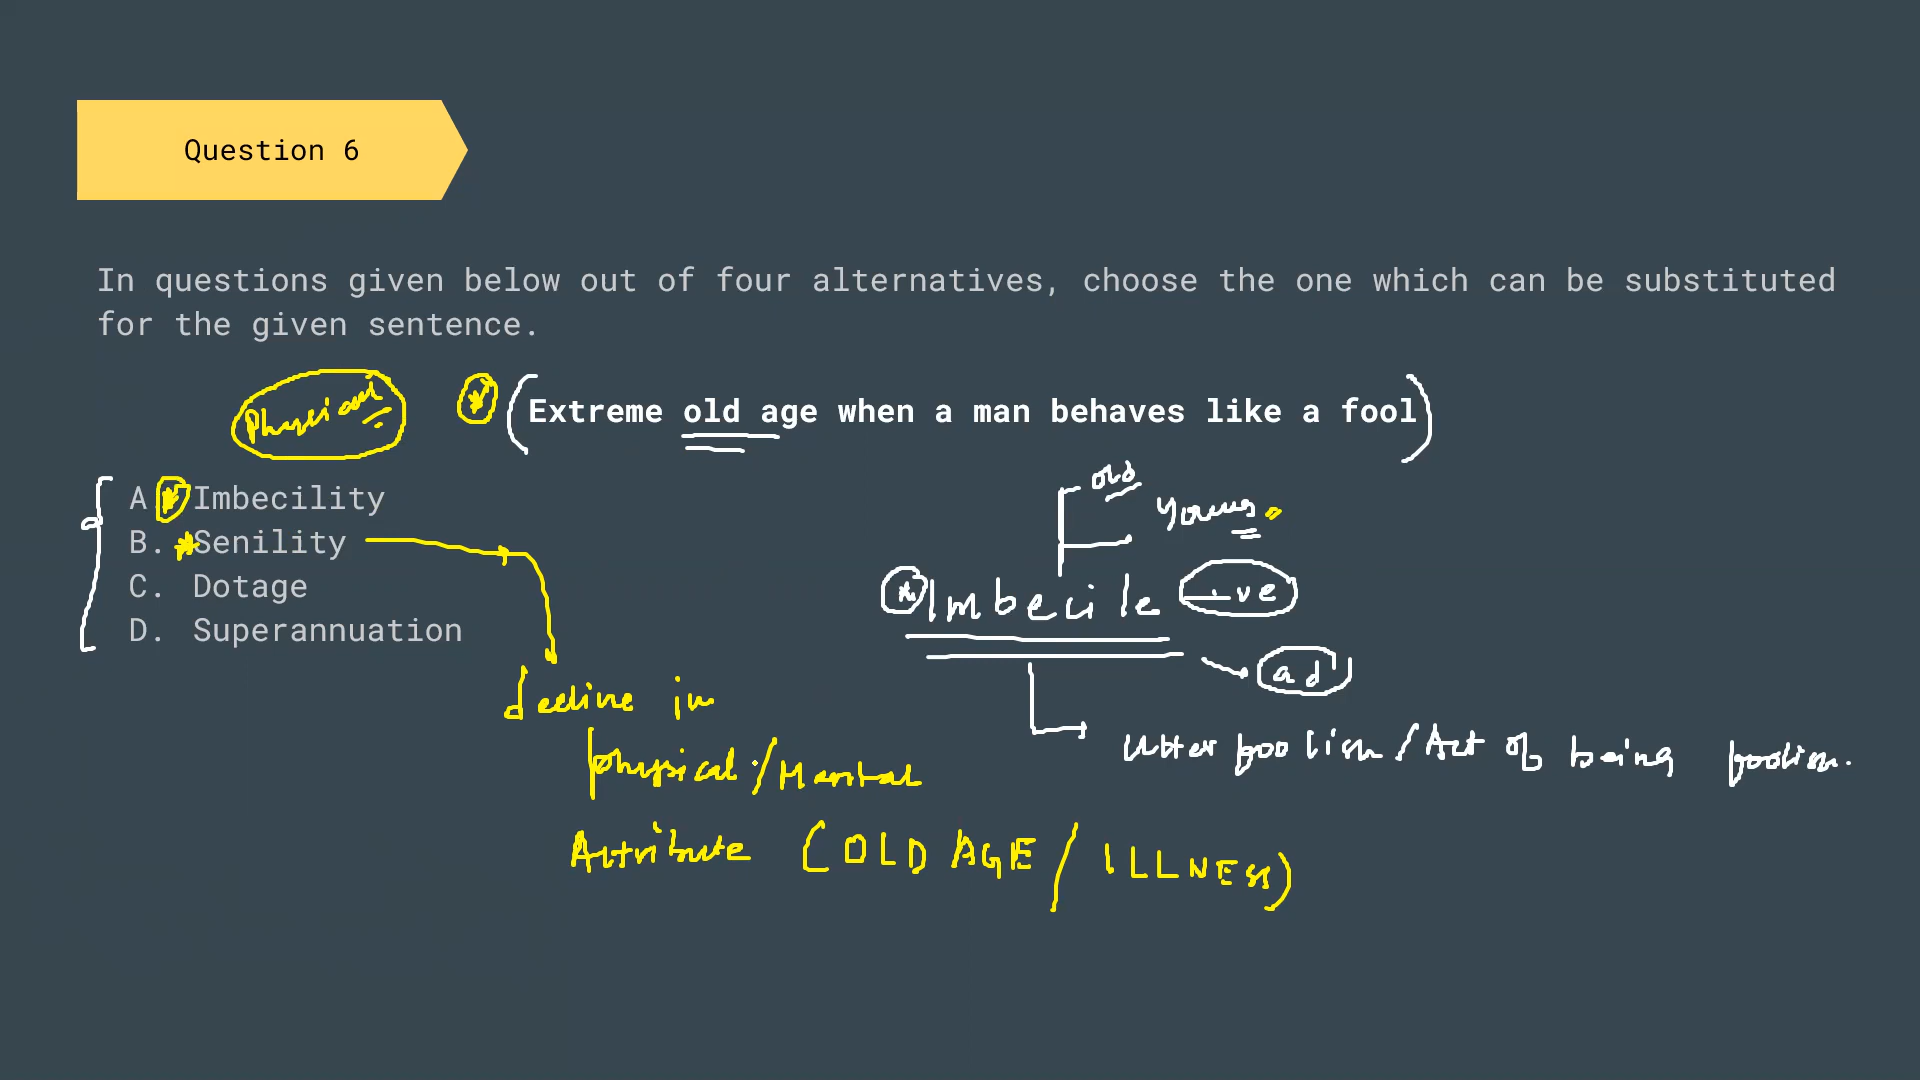 Question 6
In questions given below out of four alternatives, choose the one which can be substituted
for the given sentence.
Physical
Extreme old age when a man behaves like a fool
A. Imbecility
B. Senility
C. Dotage
D. Superannuation
old
Young
Imbecile -ve
adj
Utter foolish/Act of being foolish.
decline in
physical/Mental
Attribute (OLD AGE/ILLNESS)